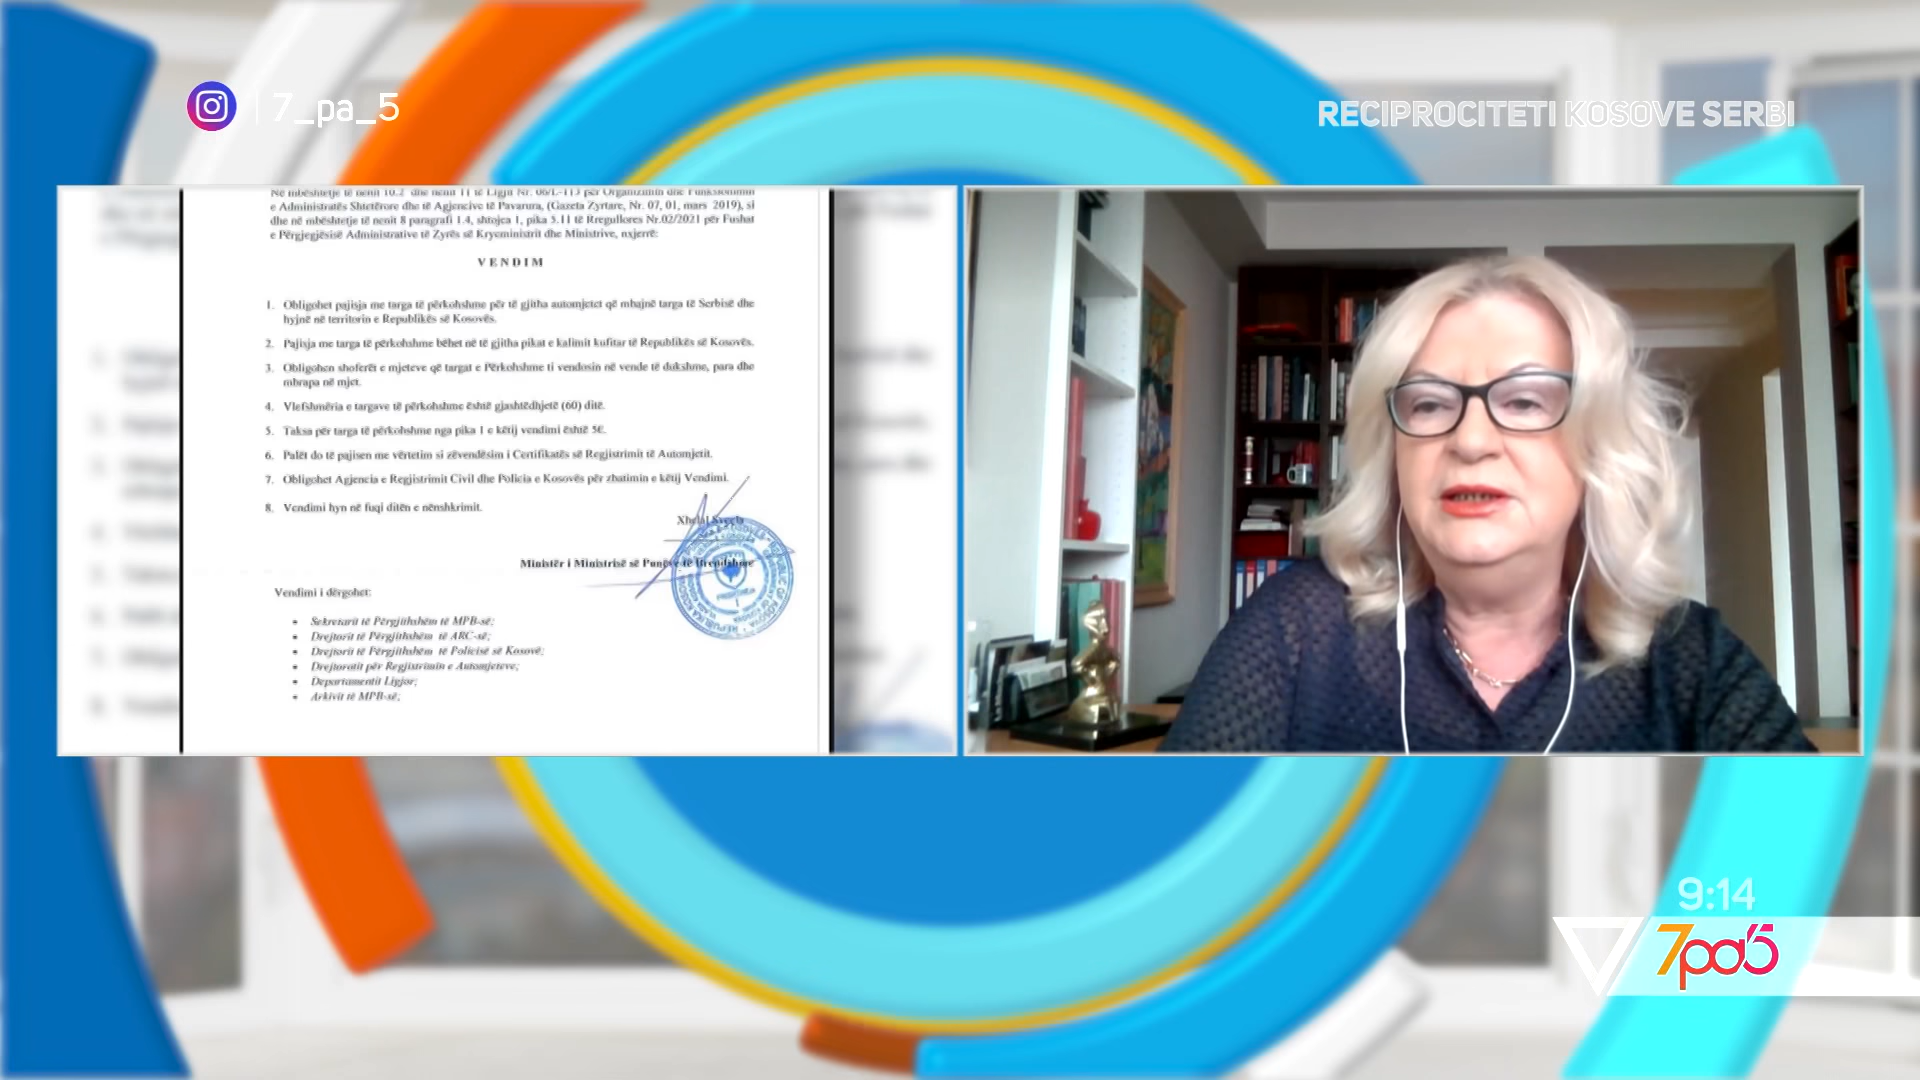 7_pa_5
RECIPROCITETI KOSOVE SERBI
Në mbështetje të nenit 10.2 dhe nenit 11 të Ligjit Nr. 06/L-113 për Organizimin dhe Funksionimin
e Administratës Shtetërore dhe të Agjencive të Pavarura, (Gazeta Zyrtare, Nr. 07, 01, mars 2019), si
dhe në mbështetje të nenit 8 paragrafi 1.4, shtojca 1, pika 5.11 të Rregullores Nr.02/2021 për Fushat
e Përgjegjësisë Administrative të Zyrës së Kryeministrit dhe Ministrive, nxjerrë:
VENDIM
1. Obligohet pajisja me targa të përkohshme për të gjitha automjetet që mbajnë targa të Serbisë dhe
hyjnë në territorin e Republikës së Kosovës.
2. Pajisja me targa të përkohshme bëhet në të gjitha pikat e kalimit kufitar të Republikës së Kosovës.
3. Obligohen shoferët e mjeteve që targat e Përkohshme ti vendosin në vende të dukshme, para dhe
mbrapa në mjet.
4. Vlefshmëria e targave të përkohshme është gjashtëdhjetë (60) ditë.
5. Taksa për targa të përkohshme nga pika 1 e këtij vendimi është 5€.
6. Palët do të pajisen me vërtetim si zëvendësim i Certifikatës së Regjistrimit të Automjetit.
7. Obligohet Agjencia e Regjistrimit Civil dhe Policia e Kosovës për zbatimin e këtij Vendimi.
8. Vendimi hyn në fuqi ditën e nënshkrimit.
Xhelal Sveçla
Ministër i Ministrisë së Punëve të Brendshme
Vendimi i dërgohet:
• Sekretarit të Përgjithshëm të MPB-së;
• Drejtorit të Përgjithshëm të ARC-së;
• Drejtorit të Përgjithshëm të Policisë së Kosovë;
• Drejtoratit për Regjistrimin e Automjeteve;
• Departamentit Ligjor;
• Arkivit të MPB-së;
9:14
7pa5